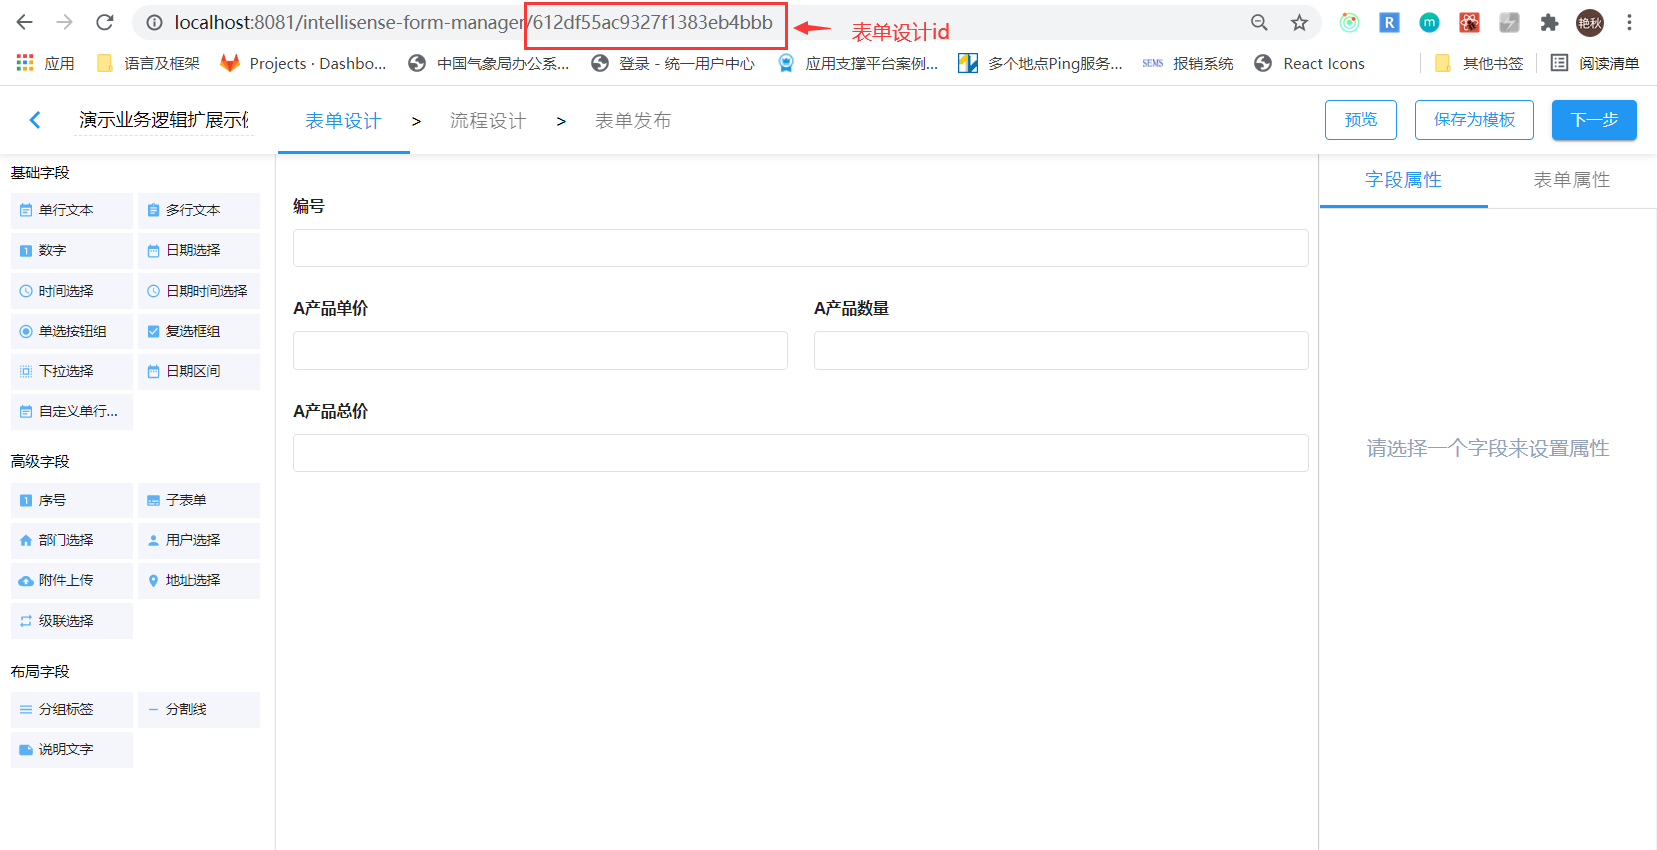 localhost:8081/intellisense-form-manager/612df55ac9327f1383eb4bbb
表单设计id
R
m
艳秋
应用
语言及框架
Projects · Dashbo...
中国气象局办公系...
登录 - 统一用户中心
应用支撑平台案例...
多个地点Ping服务...
SEMS
报销系统
React Icons
其他书签
阅读清单
演示业务逻辑扩展示例
表单设计 > 流程设计 > 表单发布
预览
保存为模板
下一步
基础字段
单行文本
多行文本
数字
日期选择
时间选择
日期时间选择
单选按钮组
复选框组
下拉选择
日期区间
自定义单行...
高级字段
序号
子表单
部门选择
用户选择
附件上传
地址选择
级联选择
布局字段
分组标签
分割线
说明文字
编号
A产品单价
A产品数量
A产品总价
字段属性
表单属性
请选择一个字段来设置属性